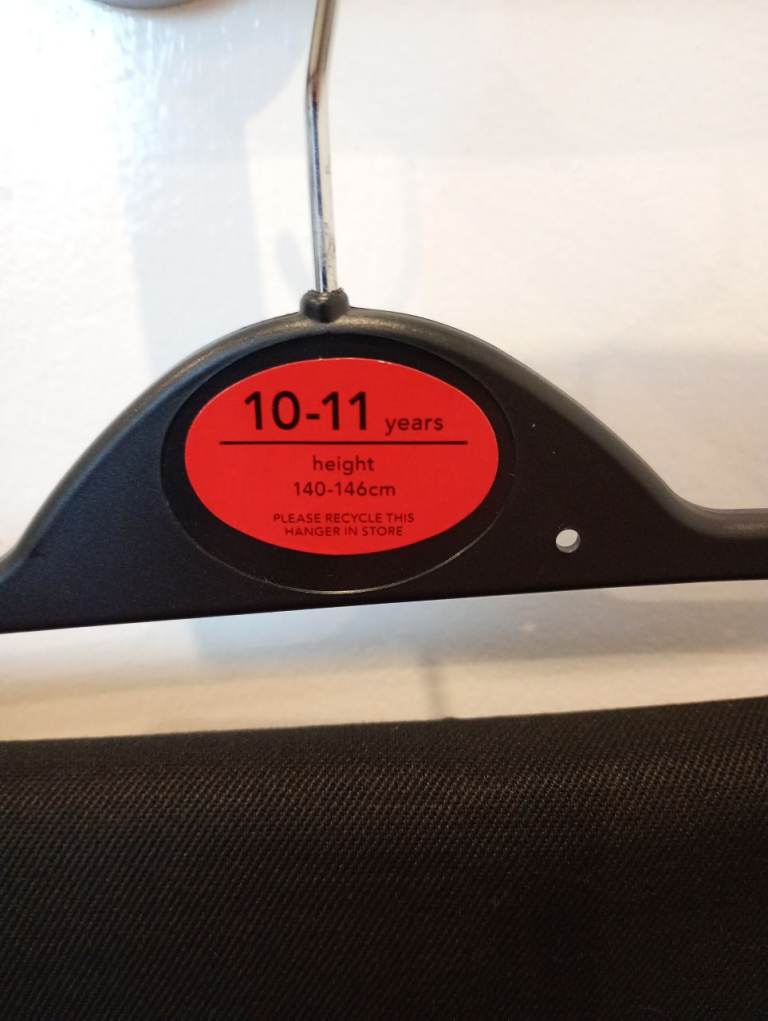 10-11 years
height
140-146cm
PLEASE RECYCLE THIS
HANGER IN STORE